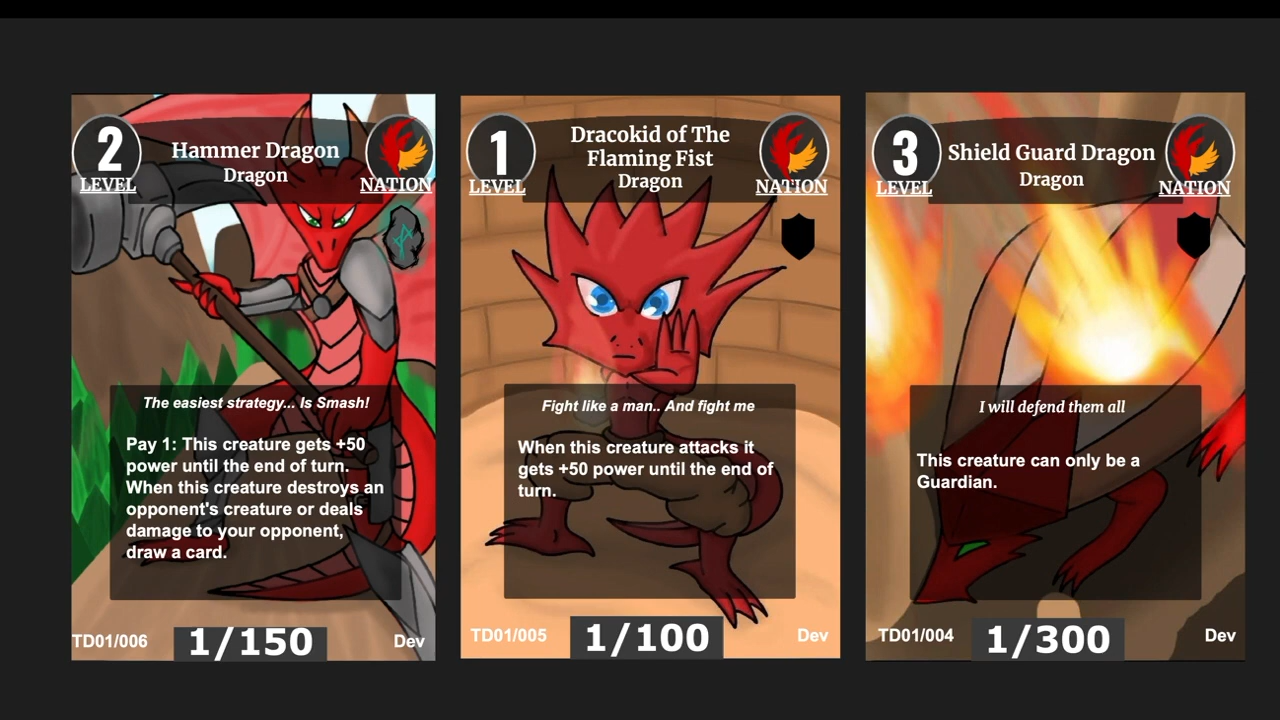 2
LEVEL
Hammer Dragon
Dragon
NATION
The easiest strategy... Is Smash!
Pay 1: This creature gets +50
power until the end of turn.
When this creature destroys an
opponent's creature or deals
damage to your opponent,
draw a card.
TD01/006
1/150
Dev
1
LEVEL
Dracokid of The
Flaming Fist
Dragon
NATION
Fight like a man.. And fight me
When this creature attacks it
gets +50 power until the end of
turn.
TD01/005
1/100
Dev
3
LEVEL
Shield Guard Dragon
Dragon
NATION
I will defend them all
This creature can only be a
Guardian.
TD01/004
1/300
Dev